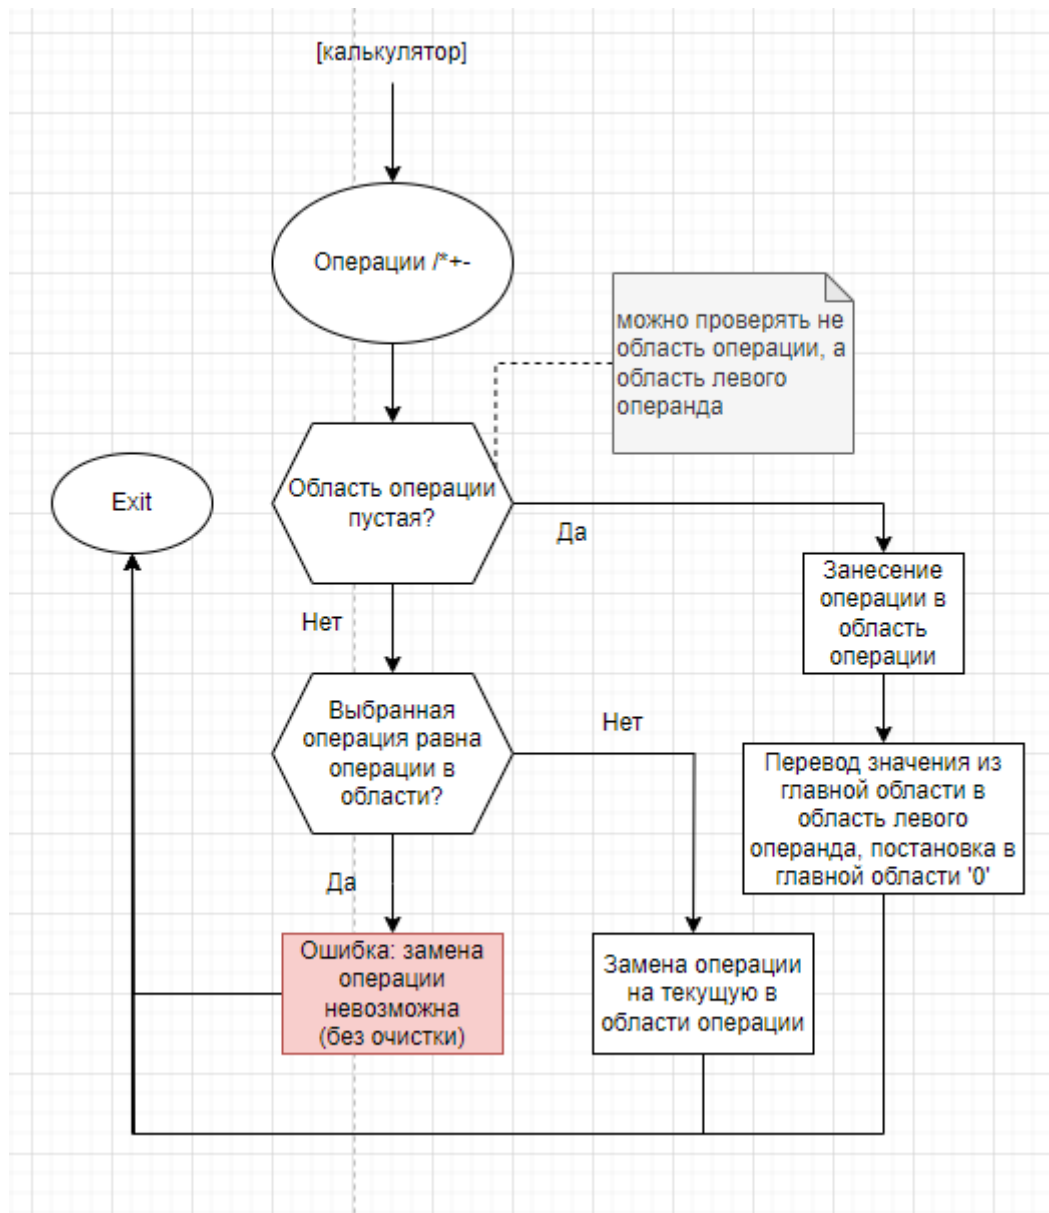 [калькулятор]
Операции /*+-
можно проверять не
область операции, а
область левого
операнда
Область операции
пустая?
Exit
Да
Занесение
операции в
область
операции
Нет
Выбранная
операция равна
операции в
области?
Нет
Перевод значения из
главной области в
область левого
операнда, постановка в
главной области '0'
Да
Ошибка: замена
операции
невозможна
(без очистки)
Замена операции
на текущую в
области операции